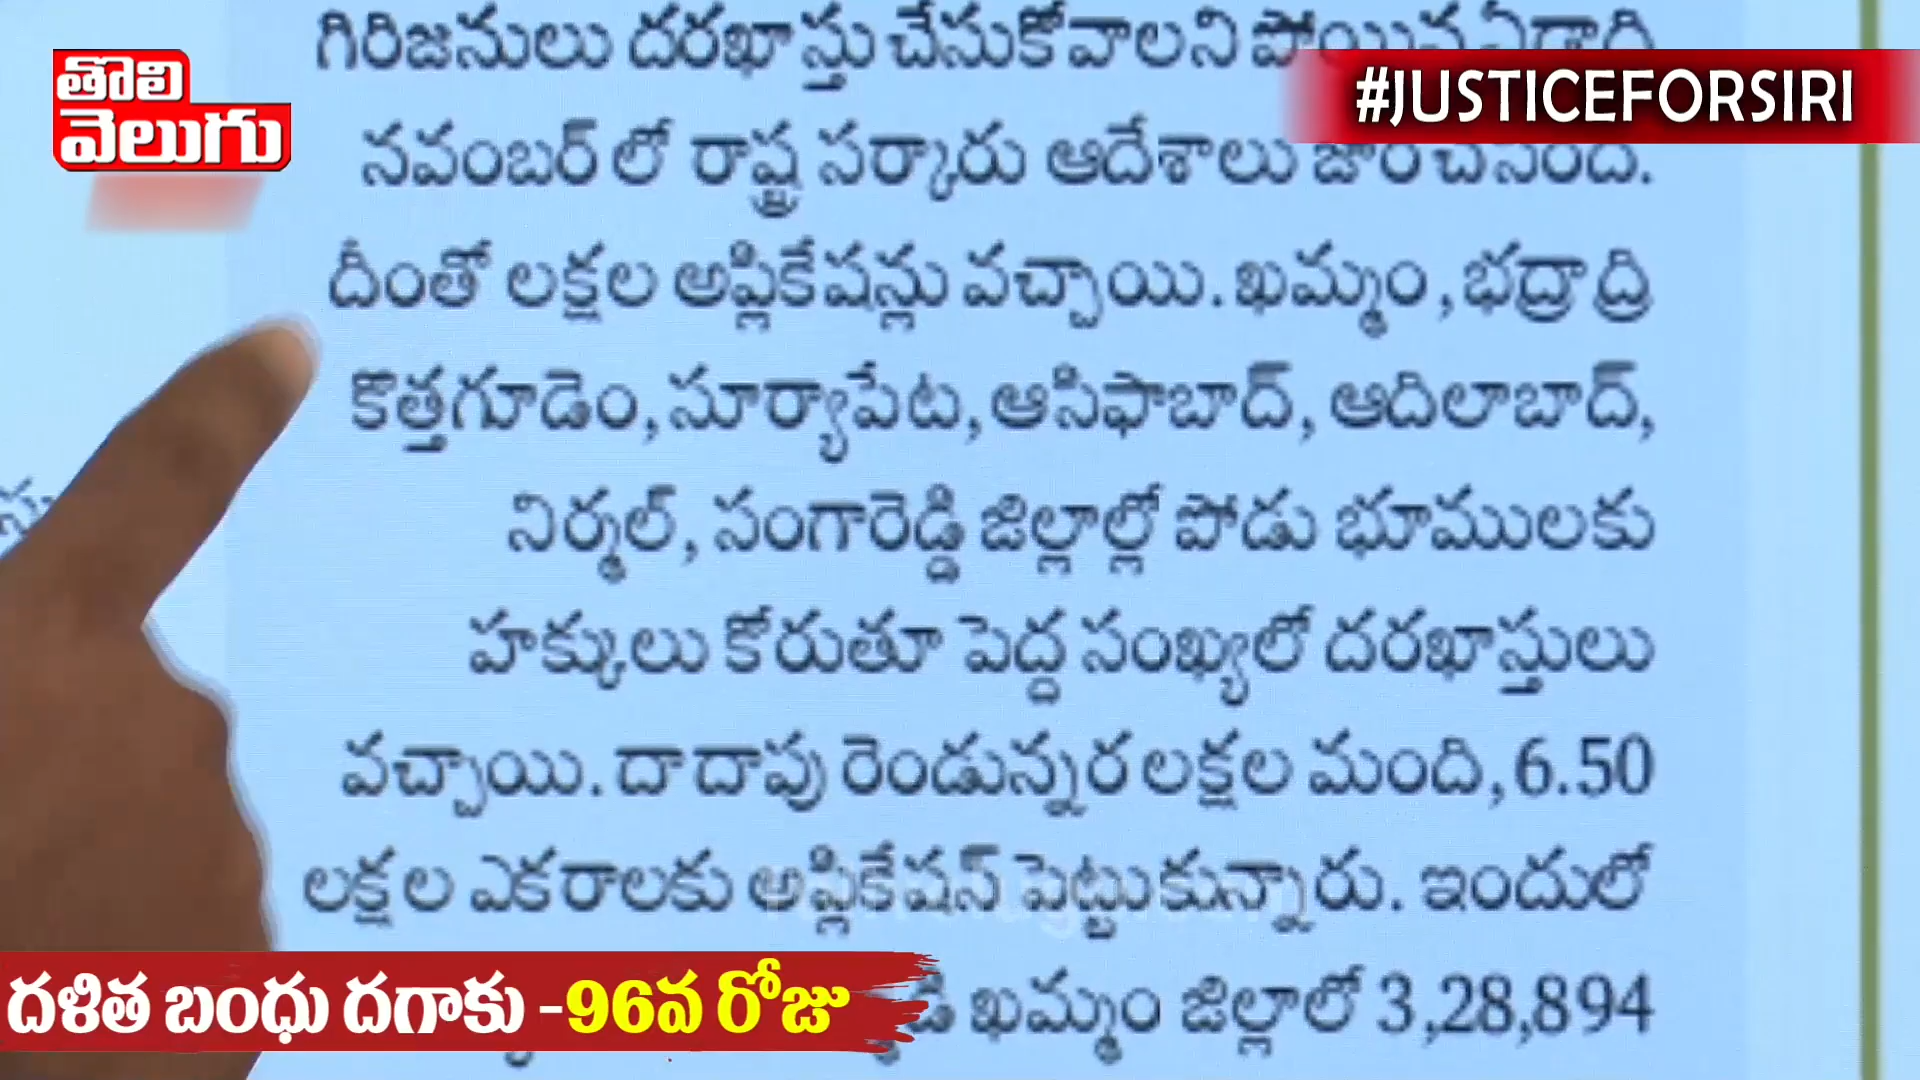 గిరిజనులు దరఖాస్తు చేసుకోవాలని పోయిన ఏడాది
తొలి
వెలుగు
#JUSTICEFORSIRI
నవంబర్ లో రాష్ట్ర సర్కారు ఆదేశాలు జారీ చేసింది.
దీంతో లక్షల అప్లికేషన్లు వచ్చాయి. ఖమ్మం, భద్రాద్రి
కొత్తగూడెం, సూర్యాపేట, ఆసిఫాబాద్, ఆదిలాబాద్,
నిర్మల్, సంగారెడ్డి జిల్లాల్లో పోడు భూములకు
హక్కులు కోరుతూ పెద్ద సంఖ్యలో దరఖాస్తులు
వచ్చాయి. దాదాపు రెండున్నర లక్షల మంది, 6.50
లక్షల ఎకరాలకు అప్లికేషన్ పెట్టుకున్నారు. ఇందులో
ఖమ్మం జిల్లాలో 3,28,894
దళిత బంధు దగాకు -96వ రోజు